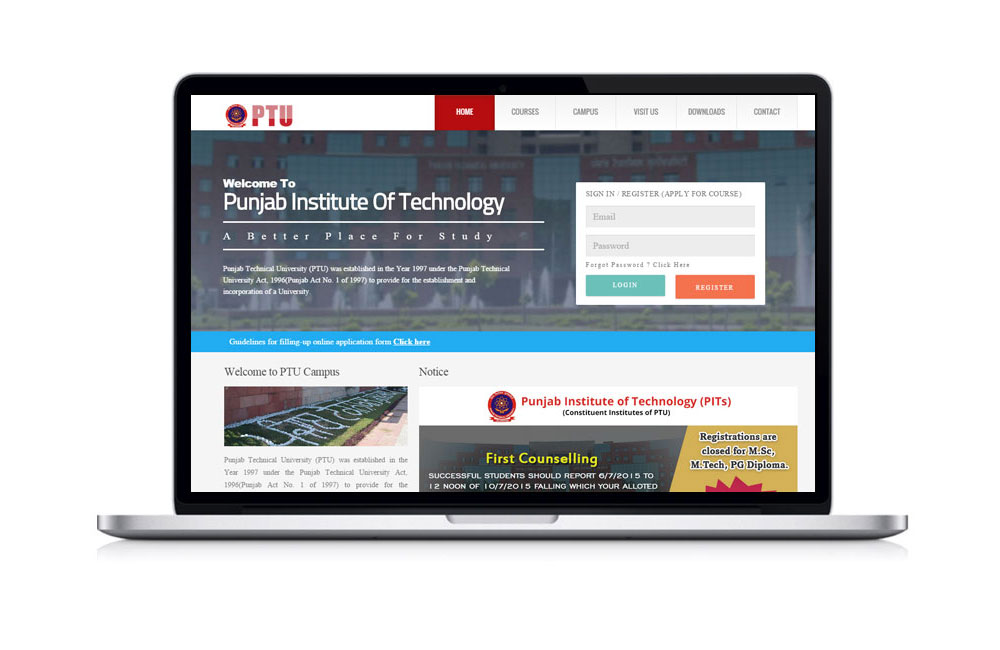 PTU
HOME
COURSES
CAMPUS
VISIT US
DOWNLOADS
CONTACT
Welcome To
Punjab Institute Of Technology
A Better Place For Study
Punjab Technical University (PTU) was established in the Year 1997 under the Punjab Technical
University Act, 1996(Punjab Act No. 1 of 1997) to provide for the establishment and
incorporation of a University.
SIGN IN / REGISTER (APPLY FOR COURSE)
Email
Password
Forgot Password ? Click Here
LOGIN
REGISTER
Guidelines for filling-up online application form Click here
Welcome to PTU Campus
Punjab Technical University (PTU) was established in the
Year 1997 under the Punjab Technical University Act,
1996(Punjab Act No. 1 of 1997) to provide for the
Notice
Punjab Institute of Technology (PITs)
(Constituent Institutes of PTU)
First Counselling
SUCCESSFUL STUDENTS SHOULD REPORT 6/7/2015 TO
12 NOON OF 10/7/2015 FALLING WHICH YOUR ALLOTED
Registrations are
closed for M.Sc,
M.Tech, PG Diploma.